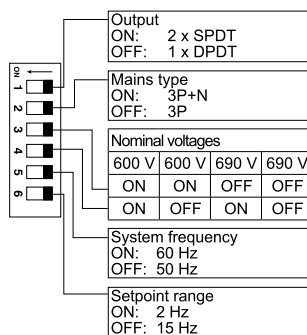 Output
ON: 2 x SPDT
OFF: 1 x DPDT
ON
1
2
3
4
5
6
Mains type
ON: 3P+N
OFF: 3P
Nominal voltages
600 V 600 V 690 V 690 V
ON ON OFF OFF
ON OFF ON OFF
System frequency
ON: 60 Hz
OFF: 50 Hz
Setpoint range
ON: 2 Hz
OFF: 15 Hz